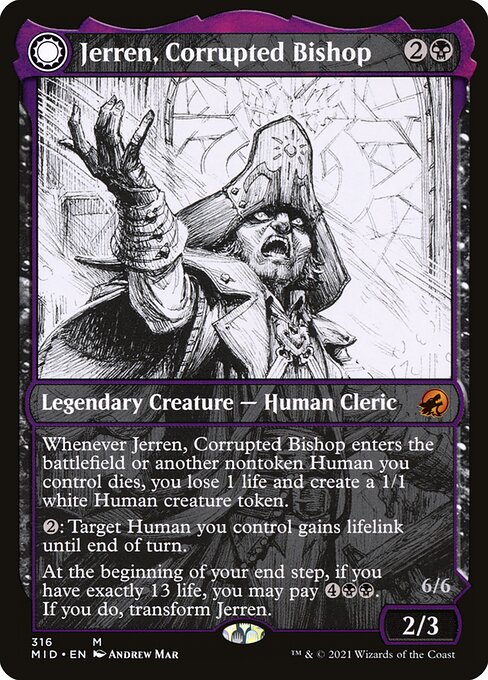 Jerren, Corrupted Bishop 2
Legendary Creature — Human Cleric
Whenever Jerren, Corrupted Bishop enters the
battlefield or another nontoken Human you
control dies, you lose 1 life and create a 1/1
white Human creature token.
2: Target Human you control gains lifelink
until end of turn.
At the beginning of your end step, if you
have exactly 13 life, you may pay 4.
If you do, transform Jerren.
6/6
2/3
316 M
MID • EN Andrew Mar
™ & © 2021 Wizards of the Coast